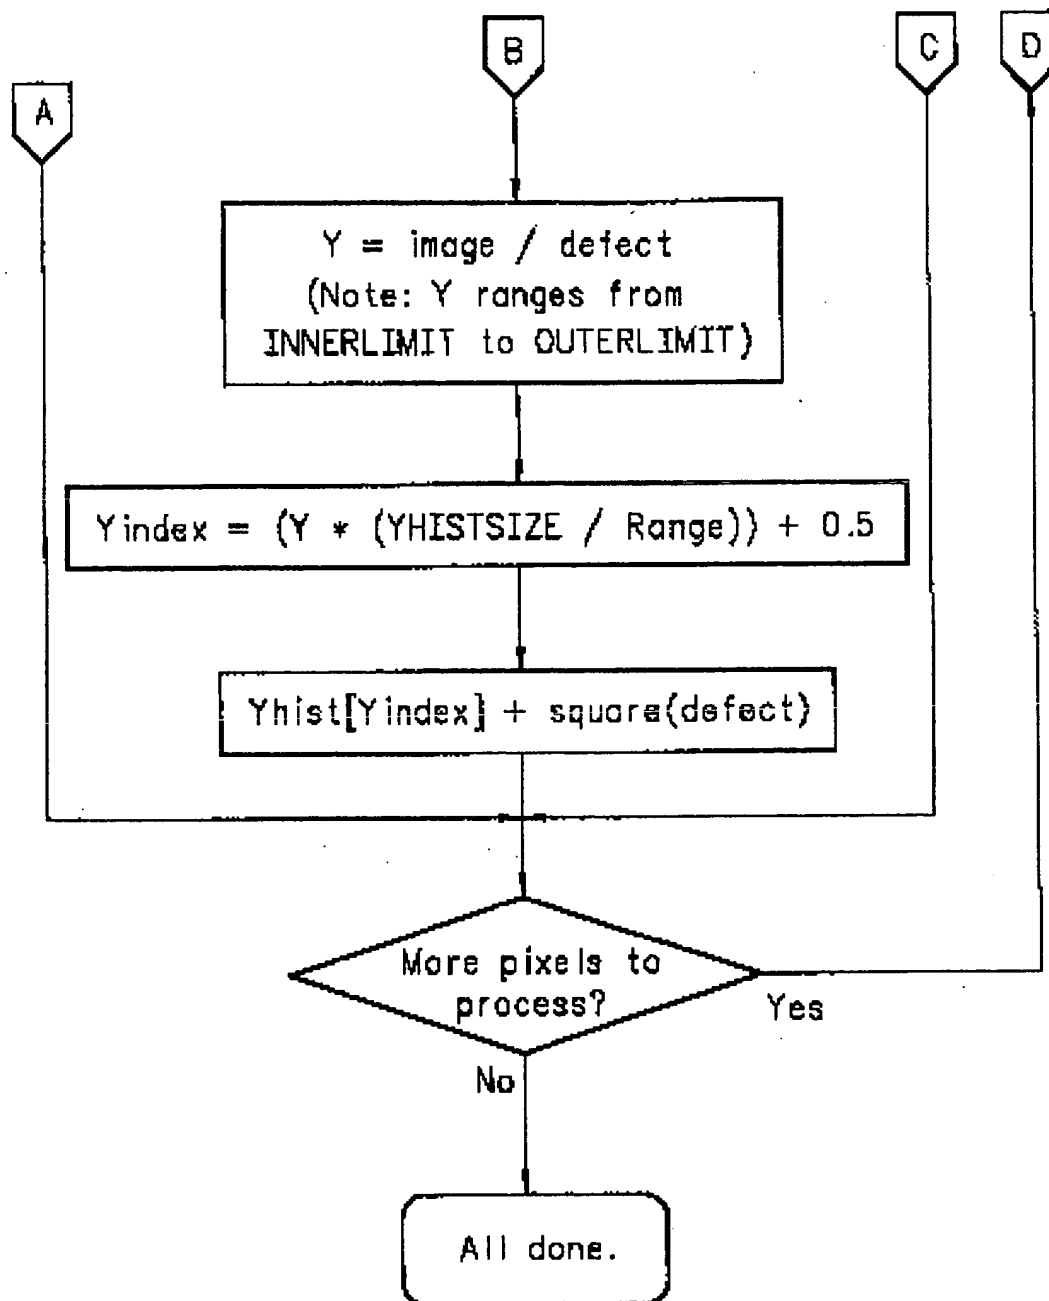 A
B
C
D
Y = image / defect
(Note: Y ranges from
INNERLIMIT to OUTERLIMIT)
Yindex = (Y * (YHISTSIZE / Range)) + 0.5
Yhist[Yindex] + square(defect)
More pixels to
process?
Yes
No
All done.